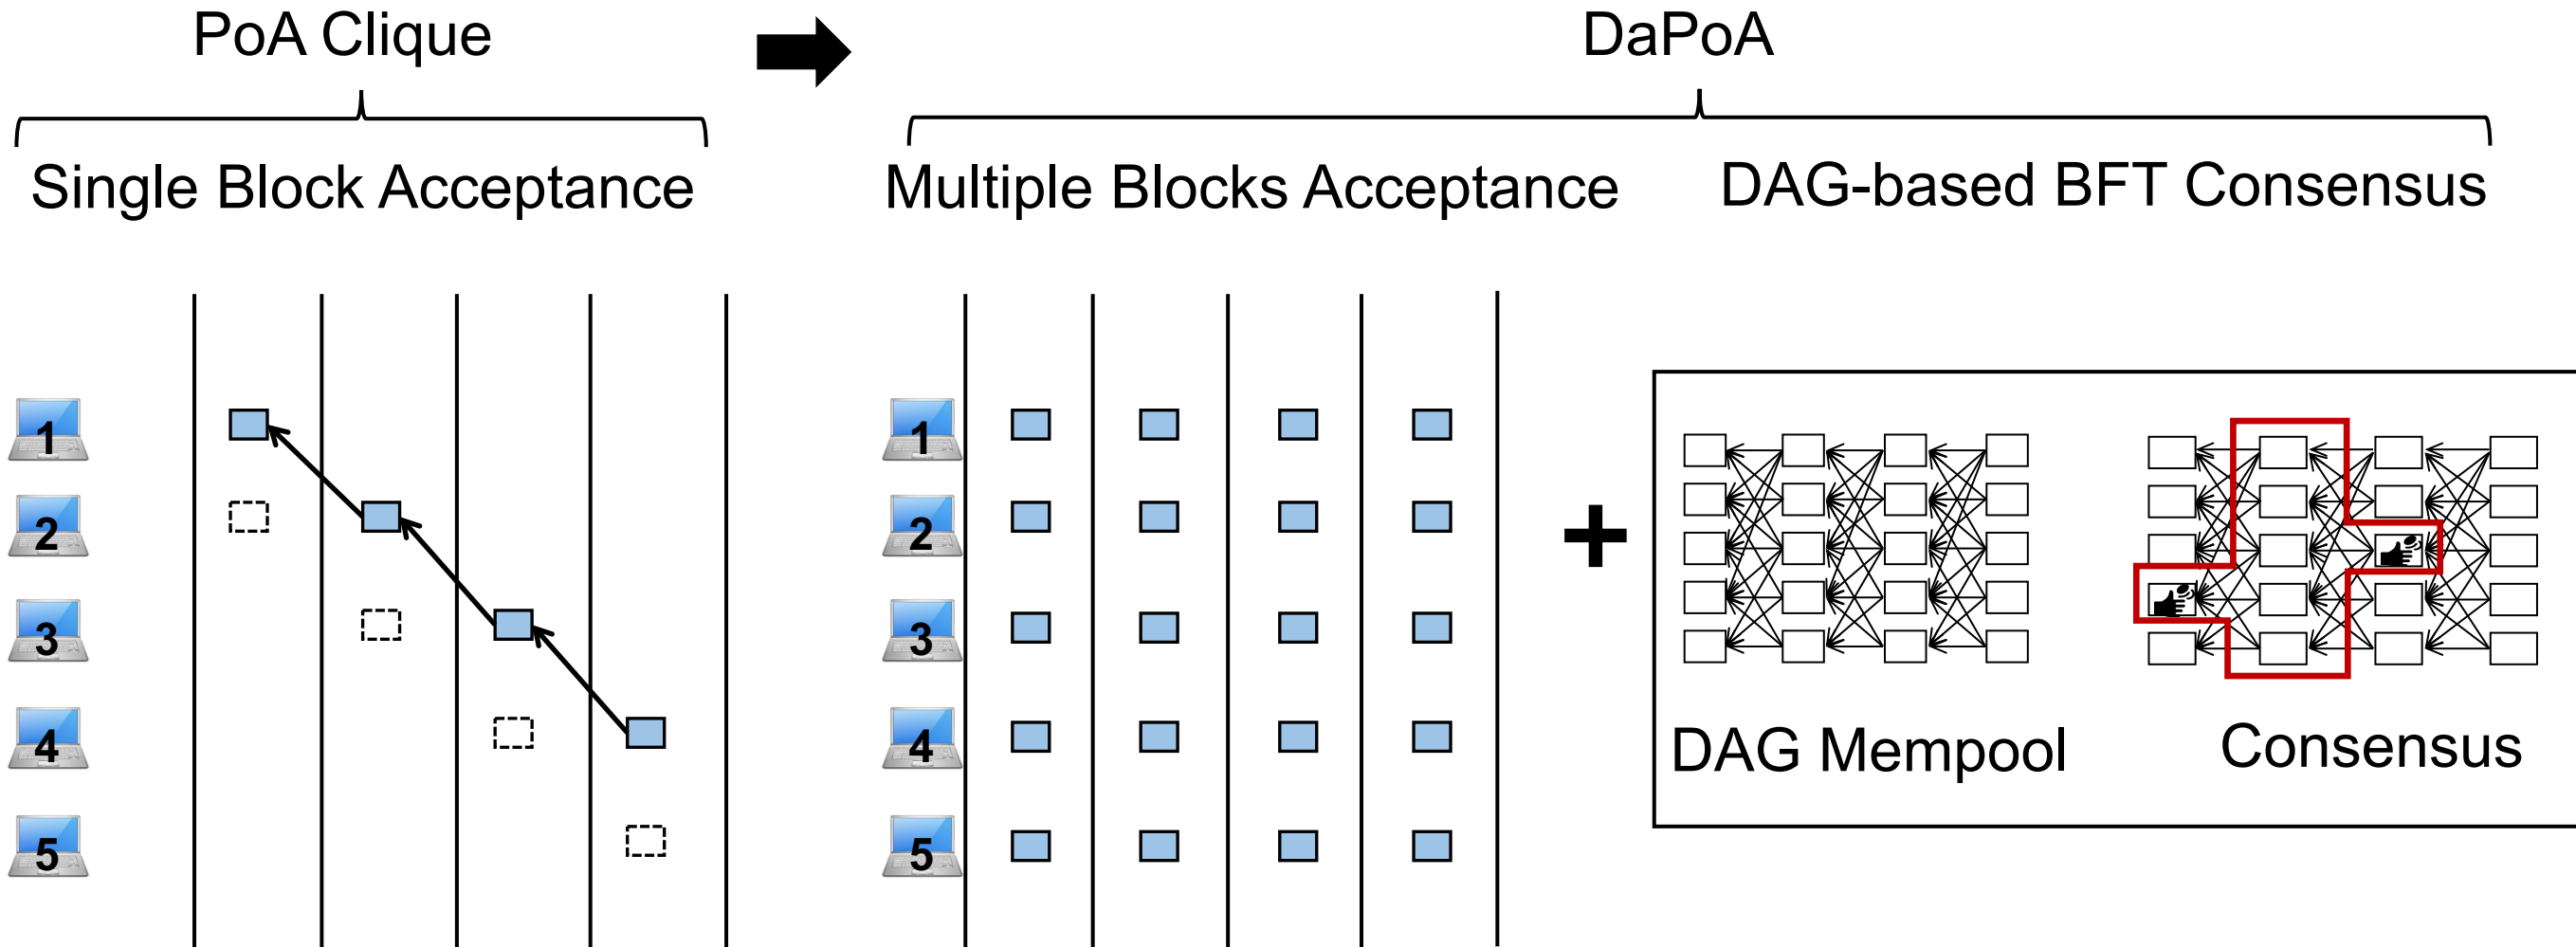 PoA Clique
DaPoA
Single Block Acceptance
Multiple Blocks Acceptance
DAG-based BFT Consensus
1
2
3
4
5
1
2
3
4
5
+
DAG Mempool
Consensus